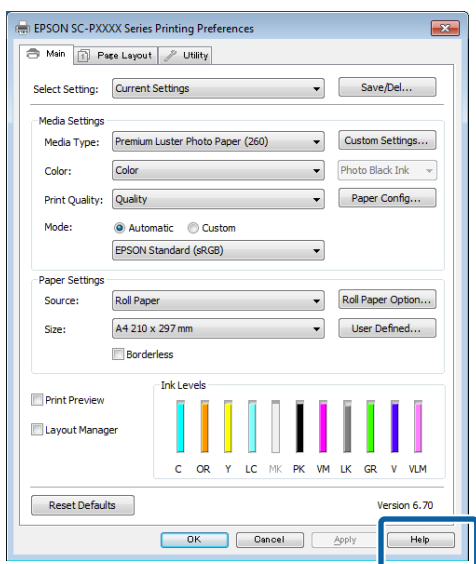 EPSON SC-PXXXX Series Printing Preferences
Main Page Layout Utility
Select Setting: Current Settings Save/Del...
Media Settings
Media Type: Premium Luster Photo Paper (260) Custom Settings...
Color: Color Photo Black Ink
Print Quality: Quality Paper Config...
Mode: Automatic Custom
EPSON Standard (sRGB)
Paper Settings
Source: Roll Paper Roll Paper Option...
Size: A4 210 x 297 mm User Defined...
Borderless
Ink Levels
Print Preview
Layout Manager
C OR Y LC MK PK VM LK GR V VLM
Reset Defaults Version 6.70
OK Cancel Apply Help